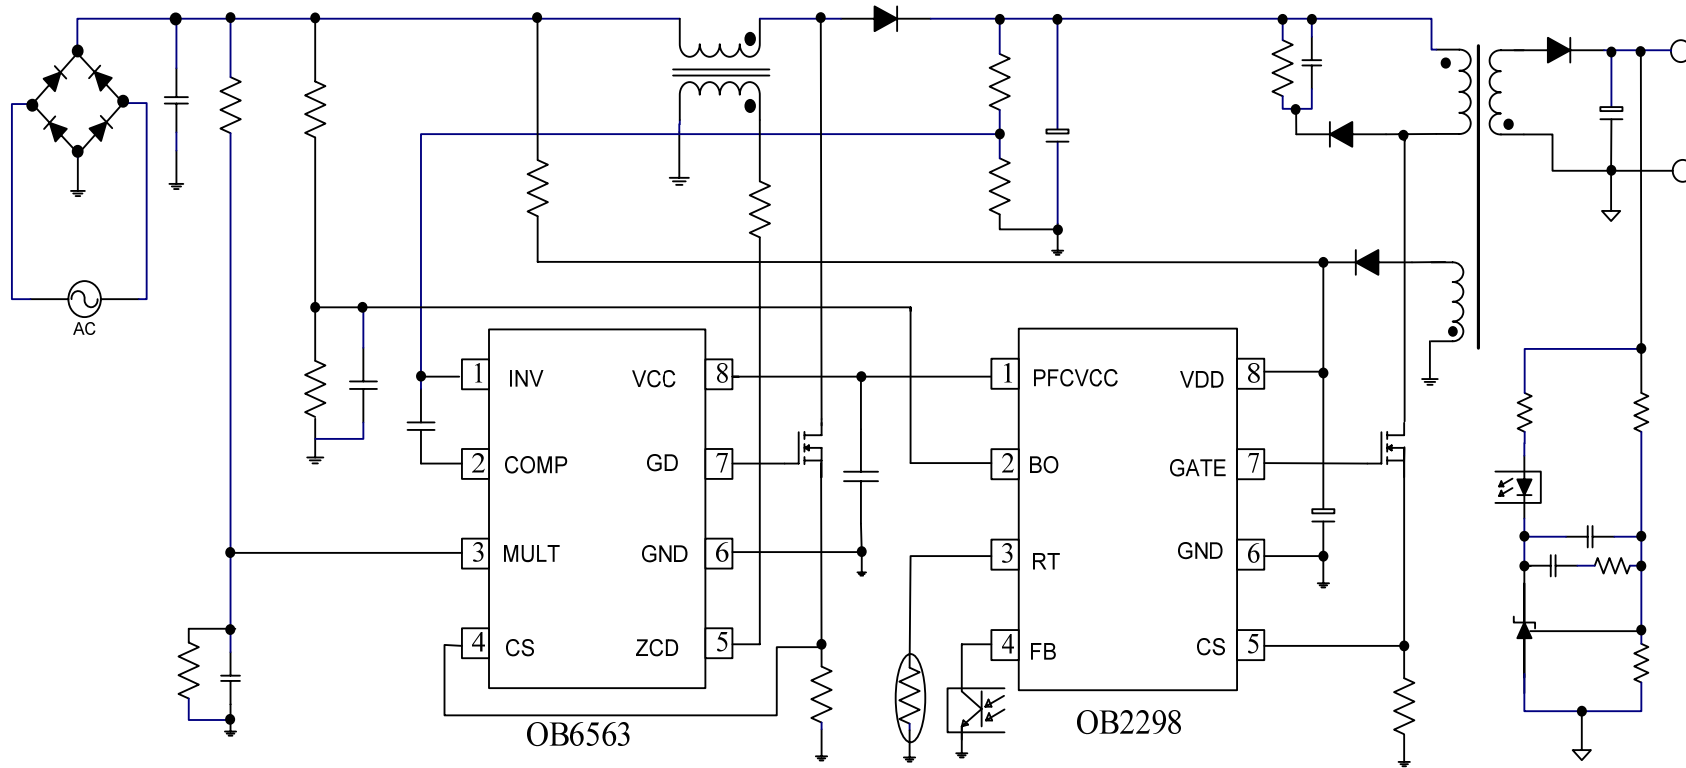 AC
1 INV VCC 8
2 COMP GD 7
3 MULT GND 6
4 CS ZCD 5
OB6563
1 PFCVCC VDD 8
2 BO GATE 7
3 RT GND 6
4 FB CS 5
OB2298